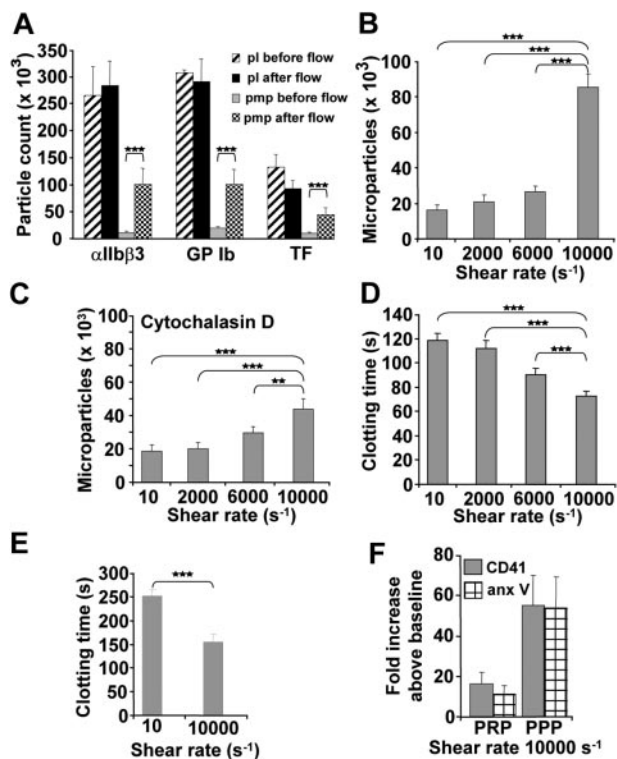 A
Particle count (x 10³)
350
300
250
200
150
100
50
0
pl before flow
pl after flow
pmp before flow
pmp after flow
*** *** ***
αIIbβ3 GP Ib TF
B
Microparticles (x 10³)
100
80
60
40
20
0
***
***
***
10 2000 6000 10000
Shear rate (s⁻¹)
C
Cytochalasin D
Microparticles (x 10³)
100
80
60
40
20
0
***
***
**
10 2000 6000 10000
Shear rate (s⁻¹)
D
Clotting time (s)
140
120
100
80
60
40
20
0
***
***
***
10 2000 6000 10000
Shear rate (s⁻¹)
E
Clotting time (s)
300
250
200
150
100
50
0
***
10 10000
Shear rate (s⁻¹)
F
Fold increase
above baseline
80
60
40
20
0
CD41
anx V
PRP PPP
Shear rate 10000 s⁻¹